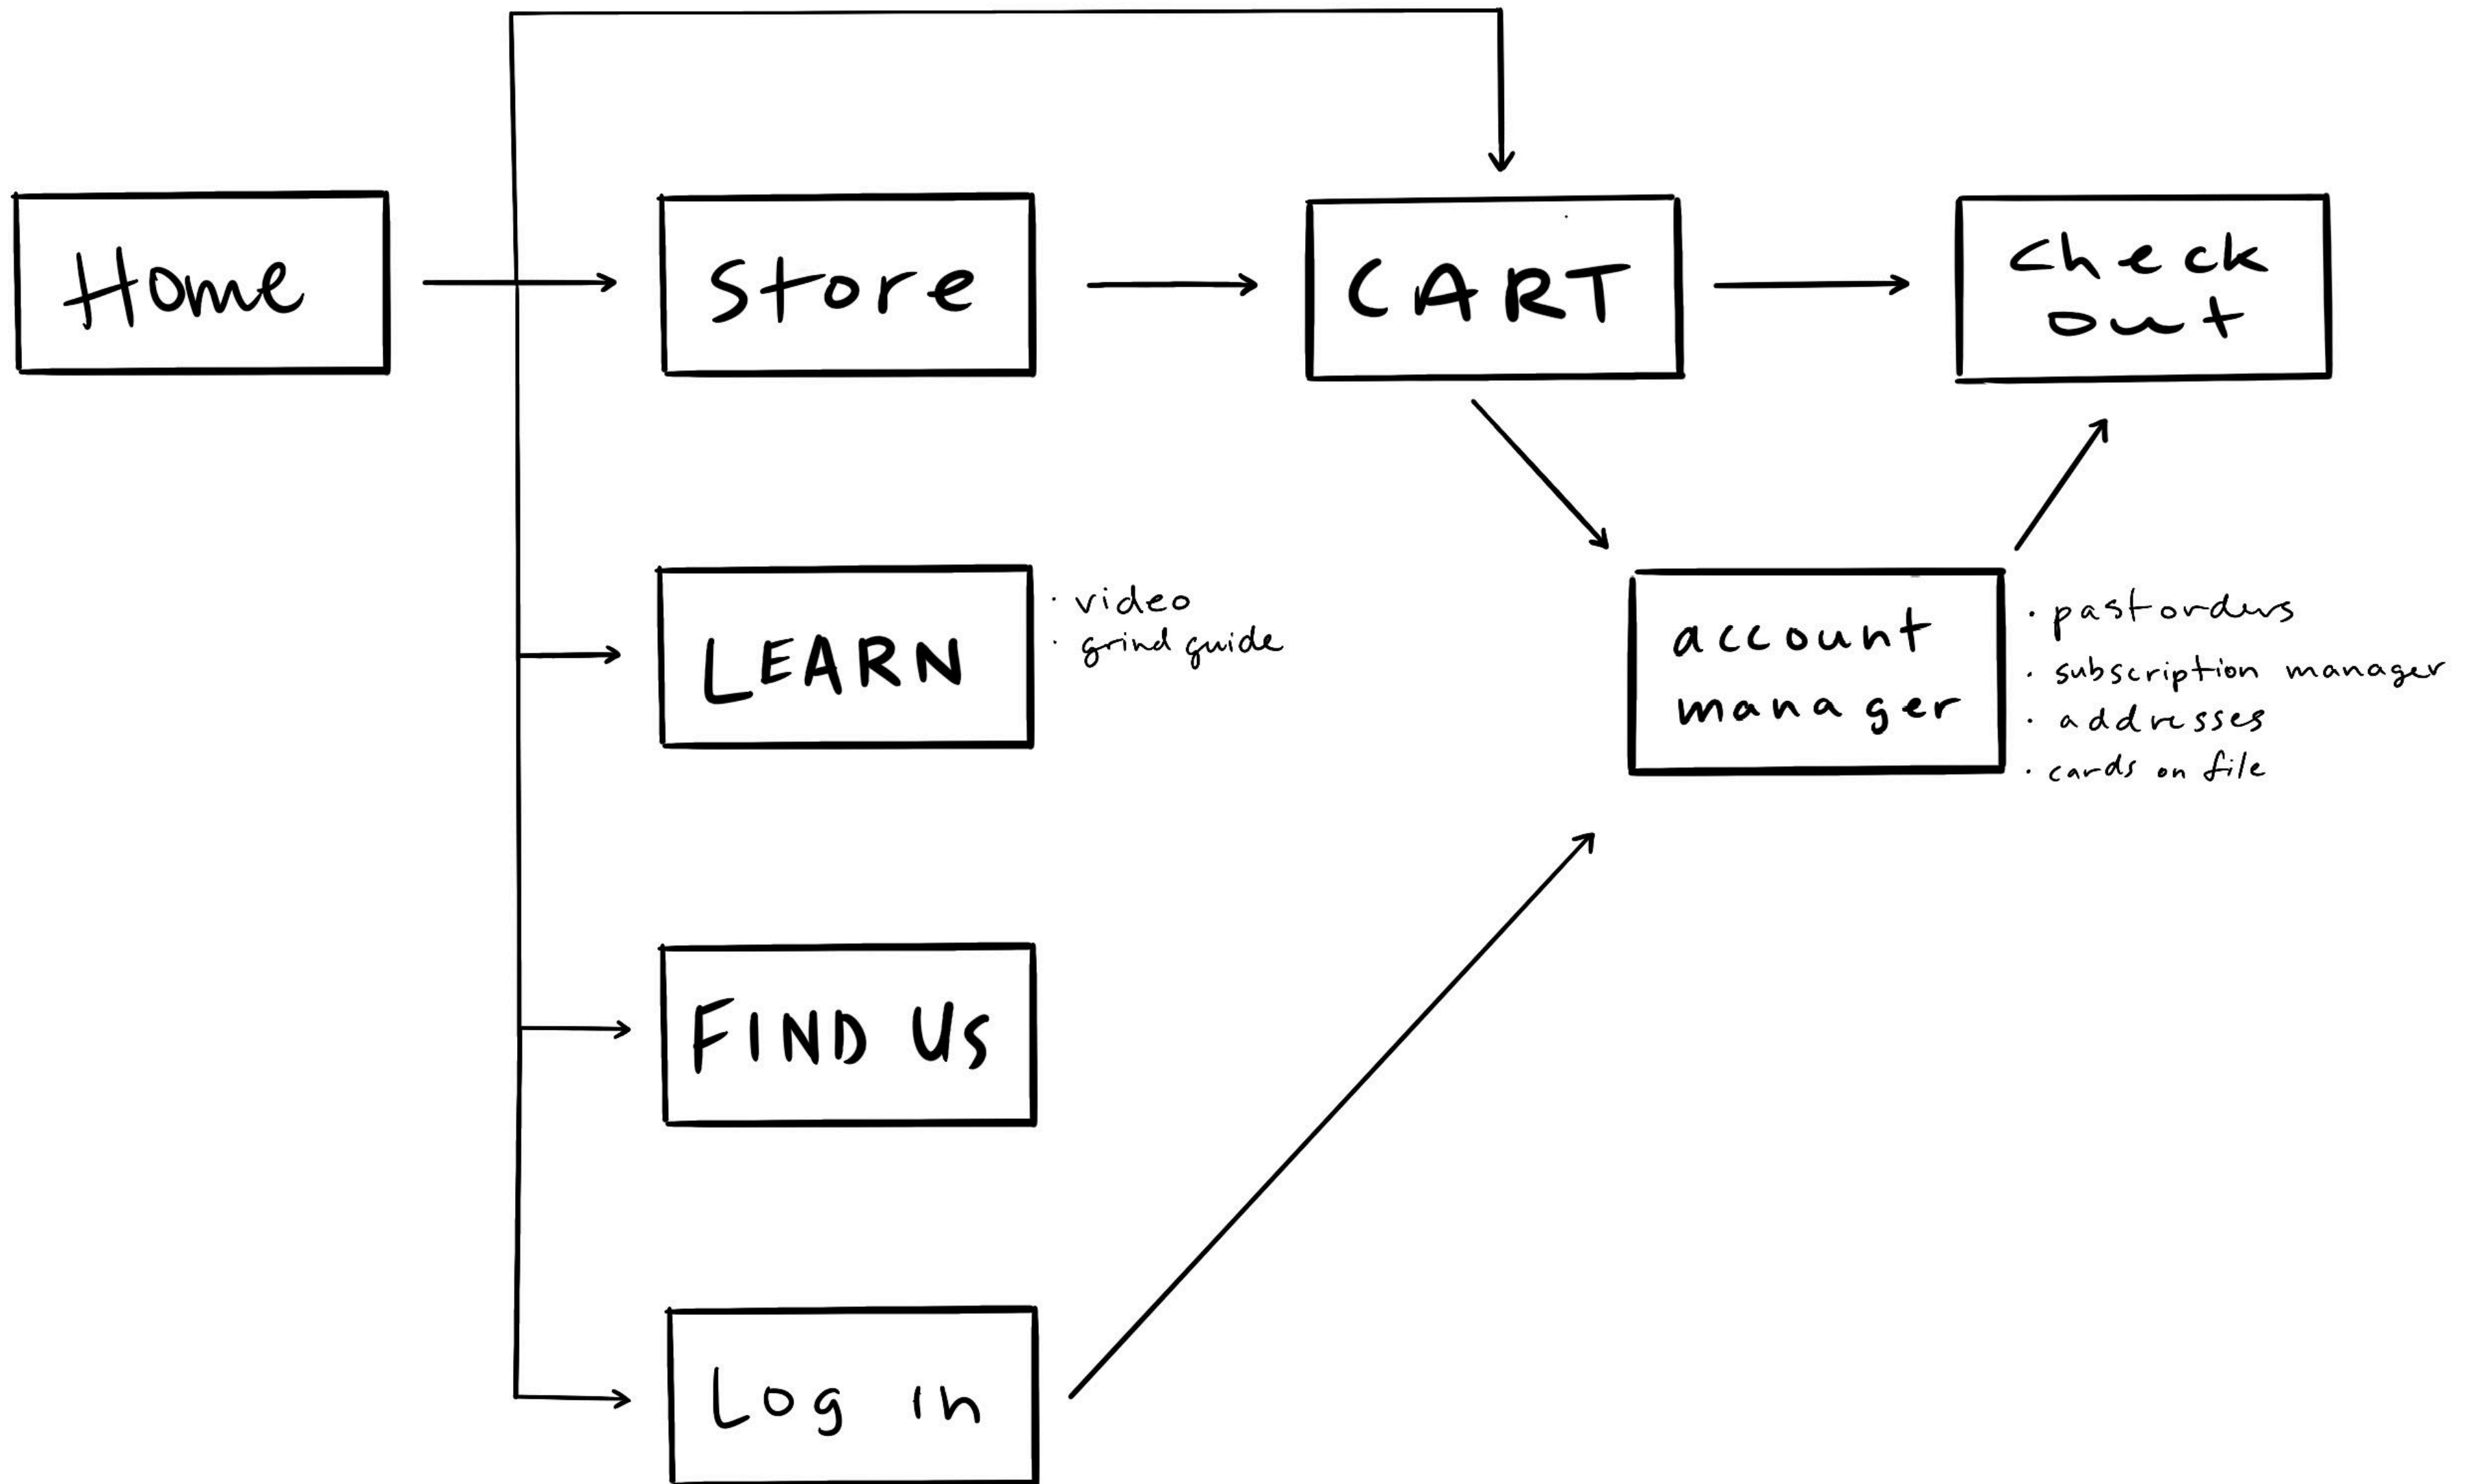 Home
Store
CART
check
out
LEARN
· video
· grind guide
account
manager
· past orders
· subscription manager
· addresses
· cards on file
FIND US
Log in